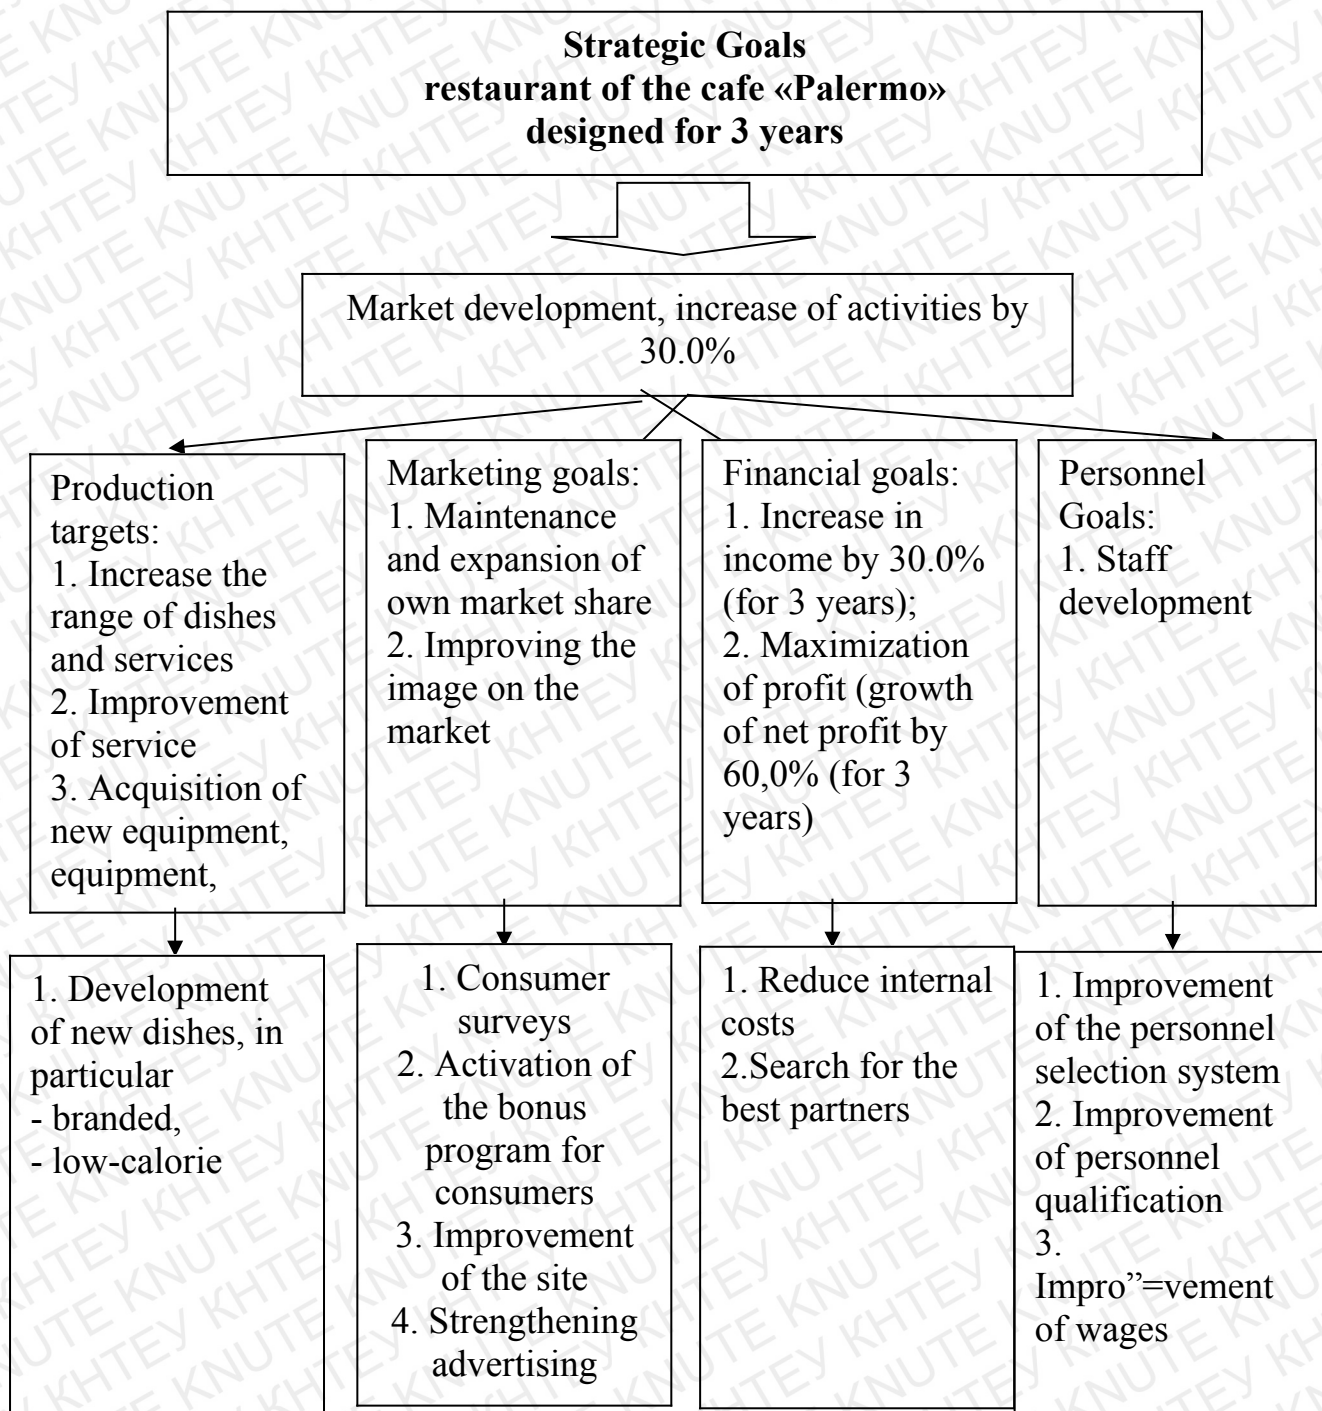 Strategic Goals
restaurant of the cafe «Palermo»
designed for 3 years
Market development, increase of activities by
30.0%
Production
targets:
1. Increase the
range of dishes
and services
2. Improvement
of service
3. Acquisition of
new equipment,
equipment,
Marketing goals:
1. Maintenance
and expansion of
own market share
2. Improving the
image on the
market
Financial goals:
1. Increase in
income by 30.0%
(for 3 years);
2. Maximization
of profit (growth
of net profit by
60,0% (for 3
years)
Personnel
Goals:
1. Staff
development
1. Development
of new dishes, in
particular
- branded,
- low-calorie
1. Consumer
surveys
2. Activation of
the bonus
program for
consumers
3. Improvement
of the site
4. Strengthening
advertising
1. Reduce internal
costs
2.Search for the
best partners
1. Improvement
of the personnel
selection system
2. Improvement
of personnel
qualification
3.
Impro”=vement
of wages